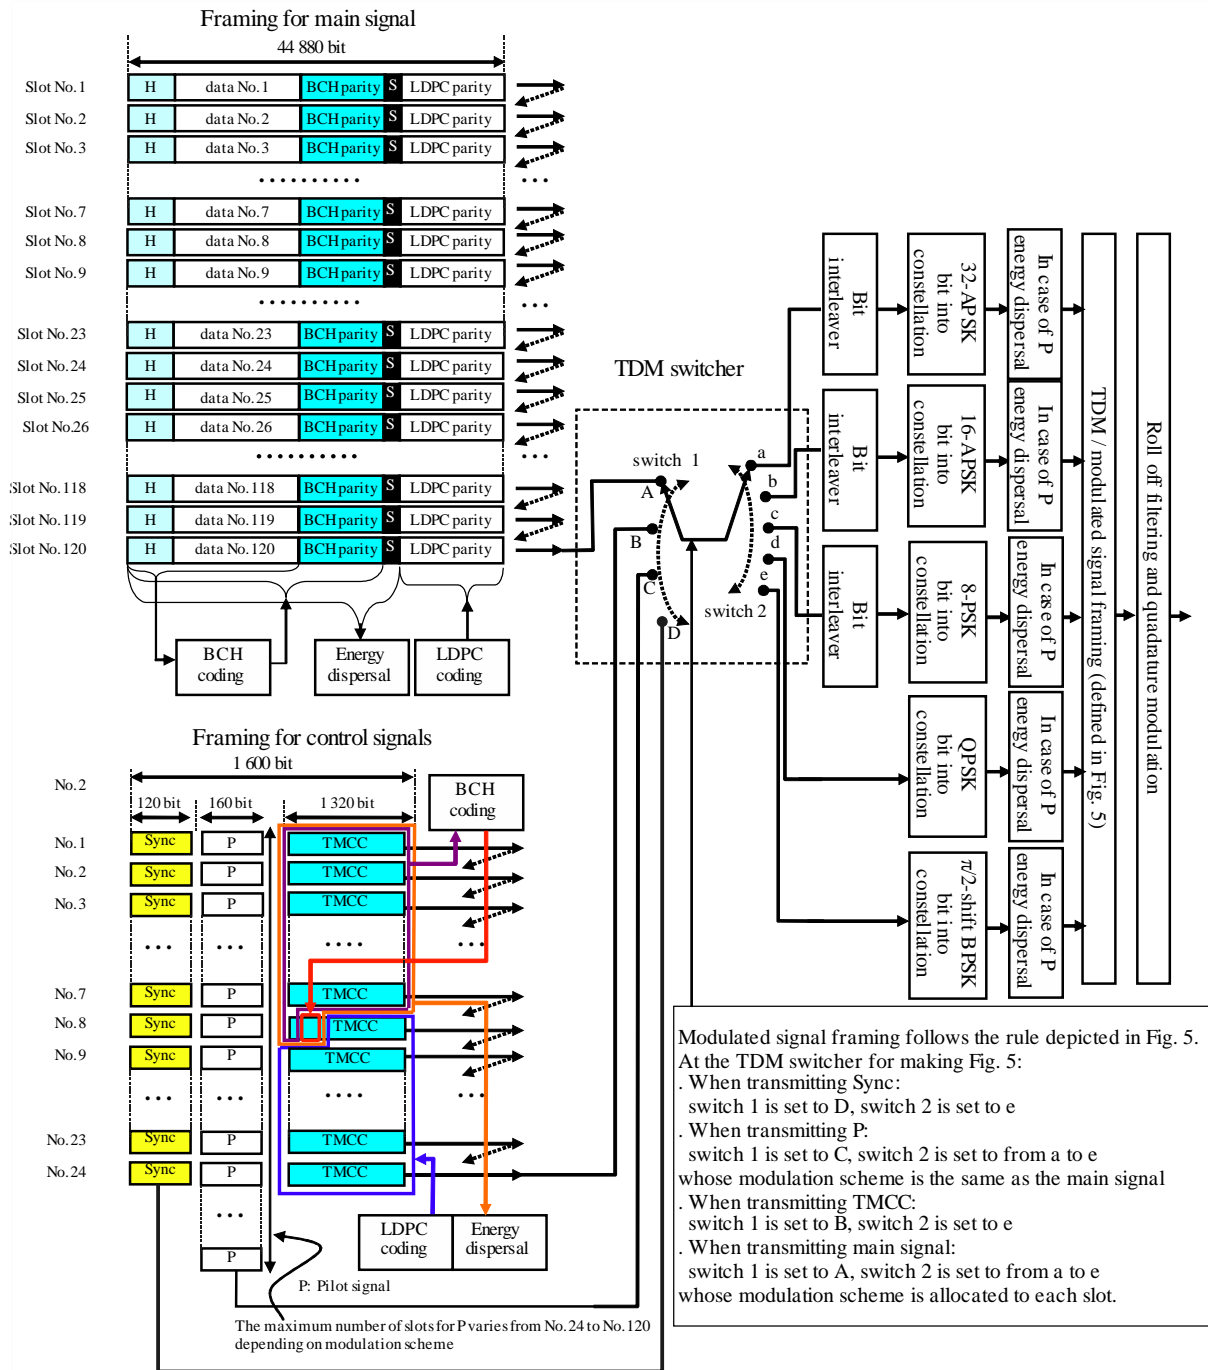 Framing for main signal
44 880 bit
Slot No.1 H data No.1 BCH parity S LDPC parity
Slot No.2 H data No.2 BCH parity S LDPC parity
Slot No.3 H data No.3 BCH parity S LDPC parity
Slot No.7 H data No.7 BCH parity S LDPC parity
Slot No.8 H data No.8 BCH parity S LDPC parity
Slot No.9 H data No.9 BCH parity S LDPC parity
Slot No.23 H data No.23 BCH parity S LDPC parity
Slot No.24 H data No.24 BCH parity S LDPC parity
Slot No.25 H data No.25 BCH parity S LDPC parity
Slot No.26 H data No.26 BCH parity S LDPC parity
Slot No.118 H data No.118 BCH parity S LDPC parity
Slot No.119 H data No.119 BCH parity S LDPC parity
Slot No.120 H data No.120 BCH parity S LDPC parity
BCH
coding
Energy
dispersal
LDPC
coding
TDM switcher
switch 1
A
B
C
D
a
b
c
d
e
switch 2
Bit
interleaver
32-APSK
bit into
constellation
In case of P
energy dispersal
Bit
interleaver
16-APSK
bit into
constellation
In case of P
energy dispersal
Bit
interleaver
8-PSK
bit into
constellation
In case of P
energy dispersal
QPSK
bit into
constellation
In case of P
energy dispersal
π/2-shift BPSK
bit into
constellation
In case of P
energy dispersal
TDM / modulated signal framing (defined in Fig. 5)
Roll off filtering and quadrature modulation
Framing for control signals
1 600 bit
No.2
120 bit 160 bit 1 320 bit
BCH
coding
No.1 Sync P TMCC
No.2 Sync P TMCC
No.3 Sync P TMCC
No.7 Sync P TMCC
No.8 Sync P TMCC
No.9 Sync P TMCC
No.23 Sync P TMCC
No.24 Sync P TMCC
P
LDPC
coding
Energy
dispersal
P: Pilot signal
The maximum number of slots for P varies from No.24 to No.120
depending on modulation scheme
Modulated signal framing follows the rule depicted in Fig. 5.
At the TDM switcher for making Fig. 5:
. When transmitting Sync:
switch 1 is set to D, switch 2 is set to e
. When transmitting P:
switch 1 is set to C, switch 2 is set to from a to e
whose modulation scheme is the same as the main signal
. When transmitting TMCC:
switch 1 is set to B, switch 2 is set to e
. When transmitting main signal:
switch 1 is set to A, switch 2 is set to from a to e
whose modulation scheme is allocated to each slot.